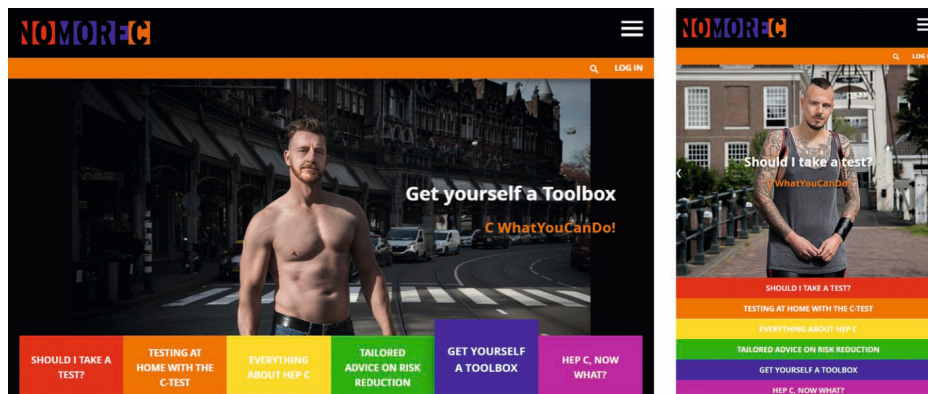 NOMOREC
LOG IN
Get yourself a Toolbox
C WhatYouCanDo!
SHOULD I TAKE A
TEST?
TESTING AT
HOME WITH THE
C-TEST
EVERYTHING
ABOUT HEP C
TAILORED
ADVICE ON RISK
REDUCTION
GET YOURSELF
A TOOLBOX
HEP C, NOW
WHAT?
NOMOREC
LOG
Should I take a test?
C WhatYouCanDo!
SHOULD I TAKE A TEST?
TESTING AT HOME WITH THE C-TEST
EVERYTHING ABOUT HEP C
TAILORED ADVICE ON RISK REDUCTION
GET YOURSELF A TOOLBOX
HEP C, NOW WHAT?